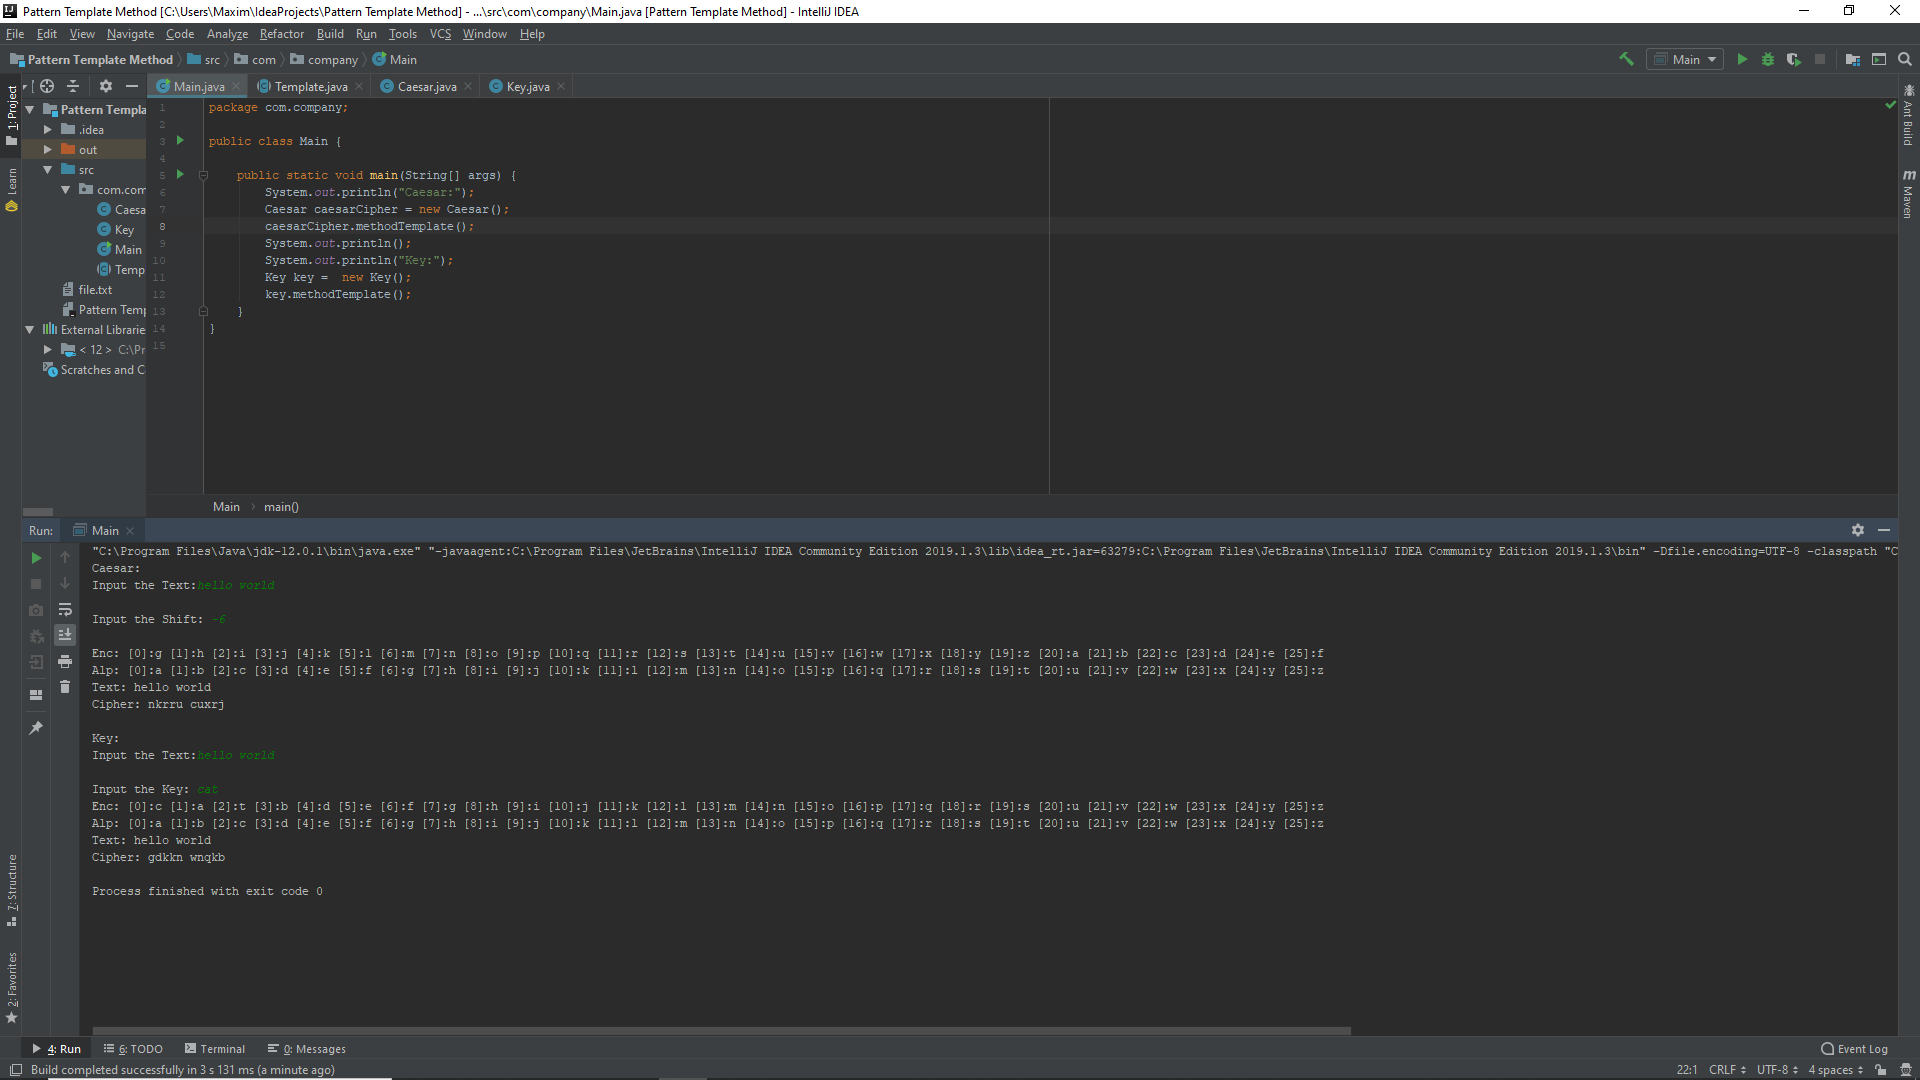 Pattern Template Method [C:\Users\Maxim\IdeaProjects\Pattern Template Method] - ...\src\com\company\Main.java [Pattern Template Method] - IntelliJ IDEA
File Edit View Navigate Code Analyze Refactor Build Run Tools VCS Window Help
Pattern Template Method src com company Main
Main
Main.java Template.java Caesar.java Key.java
1: Project
Learn
Pattern Templa
.idea
out
src
com.com
Caesa
Key
Main
Temp
file.txt
Pattern Temp
External Librarie
< 12 > C:\Pr
Scratches and C
1 package com.company;
2
3 public class Main {
4
5 public static void main(String[] args) {
6 System.out.println("Caesar:");
7 Caesar caesarCipher = new Caesar();
8 caesarCipher.methodTemplate();
9 System.out.println();
10 System.out.println("Key:");
11 Key key =  new Key();
12 key.methodTemplate();
13 }
14 }
15
Ant Build
Maven
Main main()
Run: Main
"C:\Program Files\Java\jdk-12.0.1\bin\java.exe" "-javaagent:C:\Program Files\JetBrains\IntelliJ IDEA Community Edition 2019.1.3\lib\idea_rt.jar=63279:C:\Program Files\JetBrains\IntelliJ IDEA Community Edition 2019.1.3\bin" -Dfile.encoding=UTF-8 -classpath "C
Caesar:
Input the Text:hello world
Input the Shift: -6
Enc: [0]:g [1]:h [2]:i [3]:j [4]:k [5]:l [6]:m [7]:n [8]:o [9]:p [10]:q [11]:r [12]:s [13]:t [14]:u [15]:v [16]:w [17]:x [18]:y [19]:z [20]:a [21]:b [22]:c [23]:d [24]:e [25]:f
Alp: [0]:a [1]:b [2]:c [3]:d [4]:e [5]:f [6]:g [7]:h [8]:i [9]:j [10]:k [11]:l [12]:m [13]:n [14]:o [15]:p [16]:q [17]:r [18]:s [19]:t [20]:u [21]:v [22]:w [23]:x [24]:y [25]:z
Text: hello world
Cipher: nkrru cuxrj
Key:
Input the Text:hello world
Input the Key: cat
Enc: [0]:c [1]:a [2]:t [3]:b [4]:d [5]:e [6]:f [7]:g [8]:h [9]:i [10]:j [11]:k [12]:l [13]:m [14]:n [15]:o [16]:p [17]:q [18]:r [19]:s [20]:u [21]:v [22]:w [23]:x [24]:y [25]:z
Alp: [0]:a [1]:b [2]:c [3]:d [4]:e [5]:f [6]:g [7]:h [8]:i [9]:j [10]:k [11]:l [12]:m [13]:n [14]:o [15]:p [16]:q [17]:r [18]:s [19]:t [20]:u [21]:v [22]:w [23]:x [24]:y [25]:z
Text: hello world
Cipher: gdkkn wnqkb
Process finished with exit code 0
7: Structure
2: Favorites
4: Run 6: TODO Terminal 0: Messages Event Log
Build completed successfully in 3 s 131 ms (a minute ago) 22:1 CRLF UTF-8 4 spaces